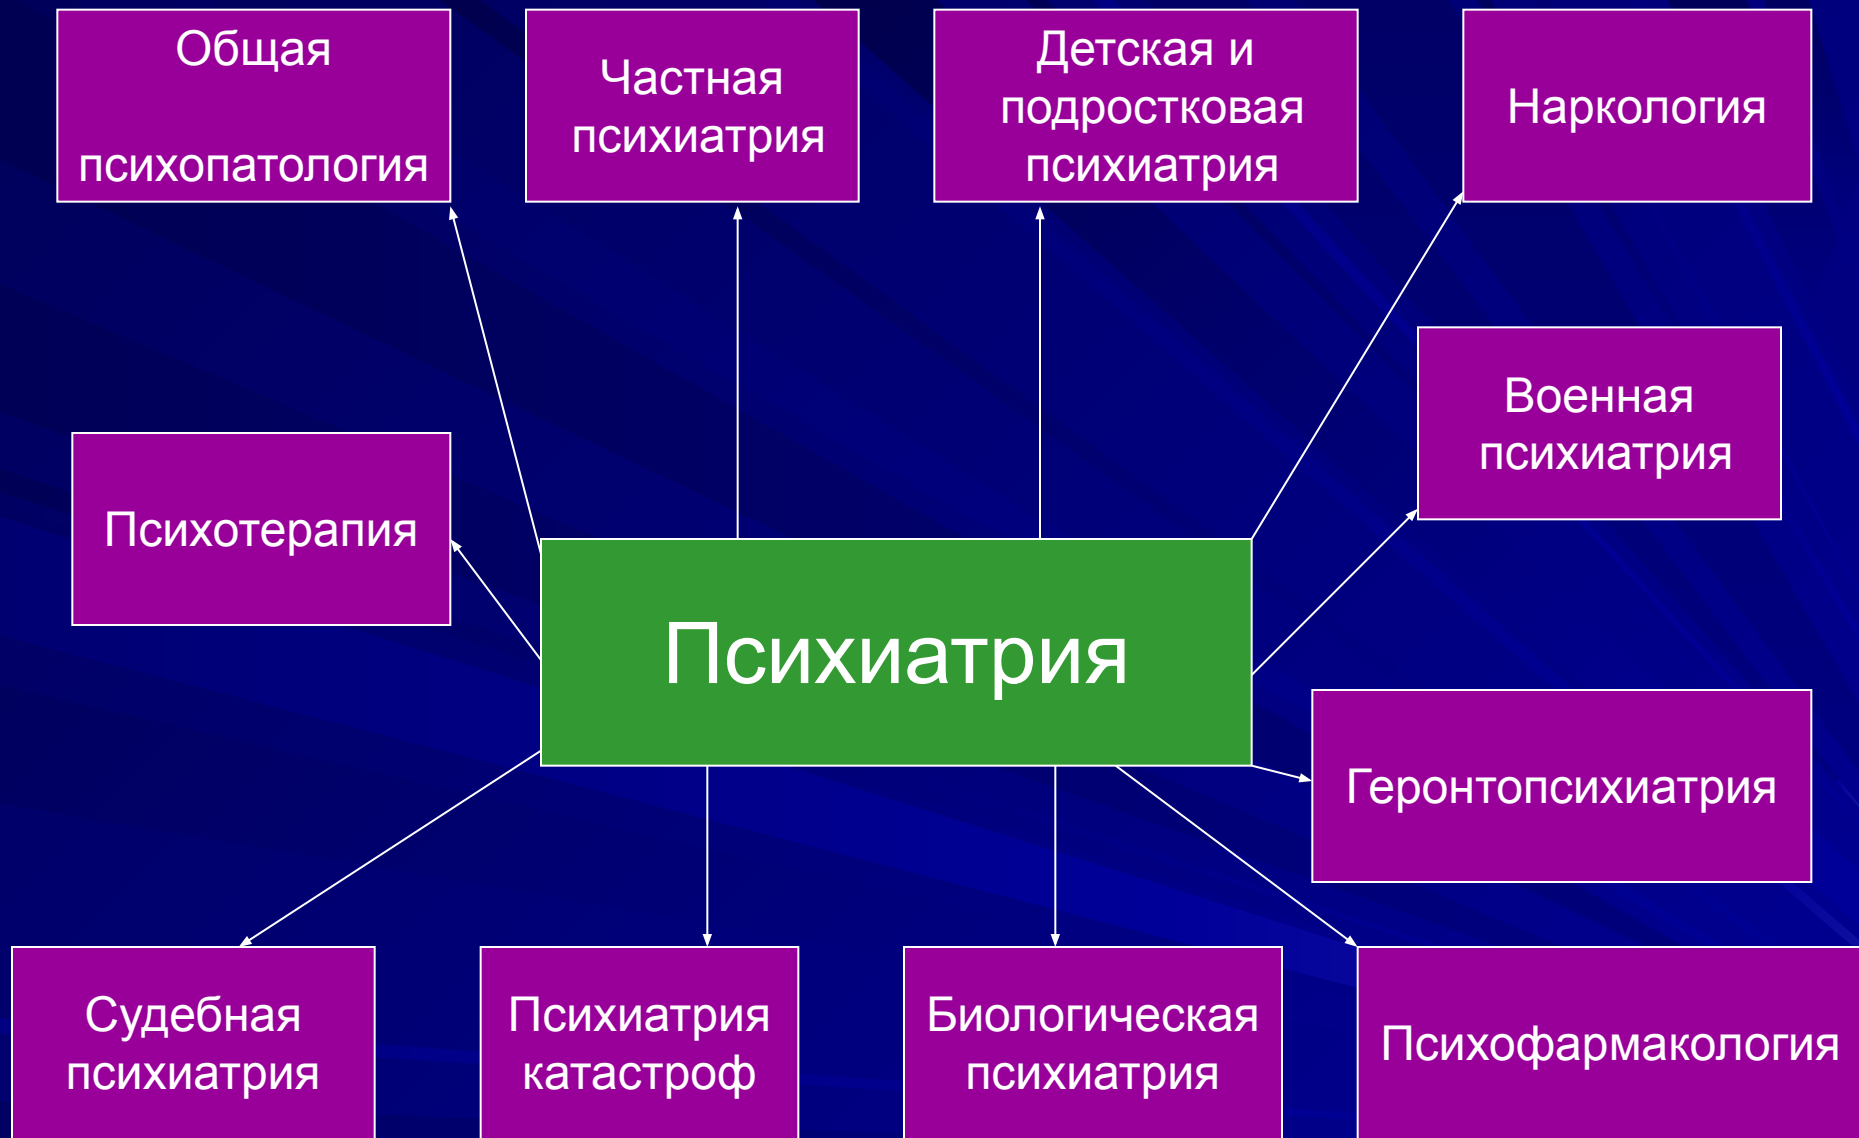 Общая
психопатология
Частная
психиатрия
Детская и
подростковая
психиатрия
Наркология
Военная
психиатрия
Психотерапия
Психиатрия
Геронтопсихиатрия
Судебная
психиатрия
Психиатрия
катастроф
Биологическая
психиатрия
Психофармакология